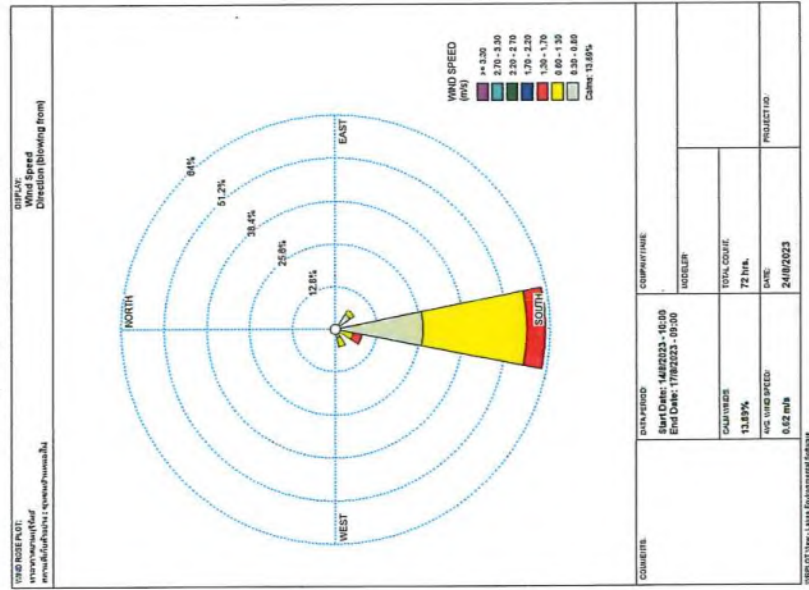 WIND ROSE PLOT:
DISPLAY:
Wind Speed
Direction (blowing from)
NORTH
64%
51.2%
38.4%
25.6%
12.8%
WEST
EAST
SOUTH
WIND SPEED
(m/s)
>= 3.30
2.70 - 3.30
2.20 - 2.70
1.70 - 2.20
1.30 - 1.70
0.80 - 1.30
0.30 - 0.80
Calms: 13.89%
COMMENTS:
DATA PERIOD:
Start Date: 14/8/2023 - 10:00
End Date: 17/8/2023 - 09:00
COMPANY NAME:
MODELER:
CALM WINDS:
13.89%
TOTAL COUNT:
72 hrs.
AVG. WIND SPEED:
0.62 m/s
DATE:
24/8/2023
PROJECT NO.: